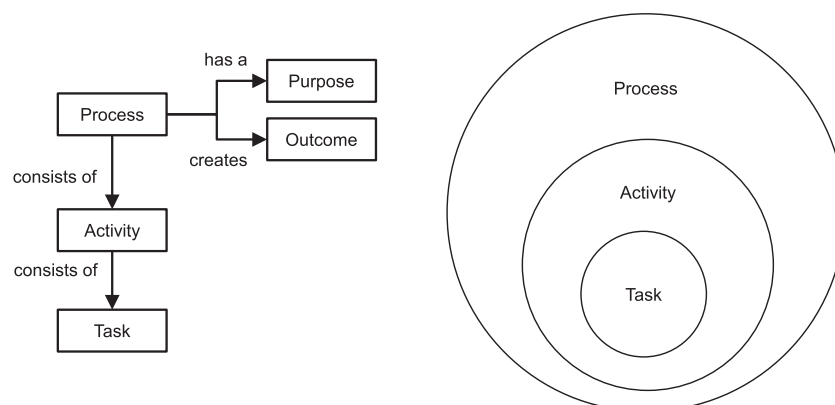 has a
Purpose
Process
Outcome
creates
consists of
Activity
consists of
Task
Process
Activity
Task